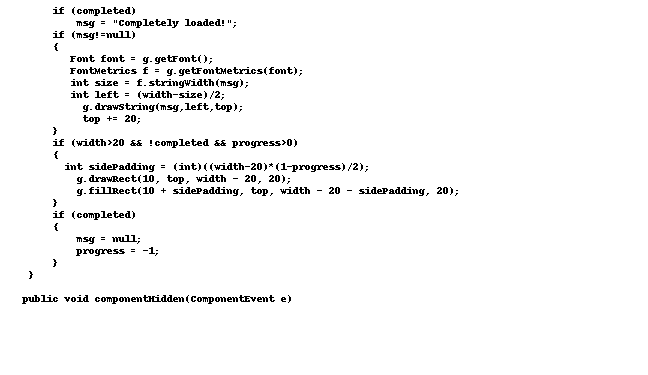 if (completed)
msg = "Completely loaded!";
if (msg!=null)
{
Font font = g.getFont();
FontMetrics f = g.getFontMetrics(font);
int size = f.stringWidth(msg);
int left = (width-size)/2;
g.drawString(msg,left,top);
top += 20;
}
if (width>20 && !completed && progress>0)
{
int sidePadding = (int)((width-20)*(1-progress)/2);
g.drawRect(10, top, width - 20, 20);
g.fillRect(10 + sidePadding, top, width - 20 - sidePadding, 20);
}
if (completed)
{
msg = null;
progress = -1;
}
}
public void componentHidden(ComponentEvent e)